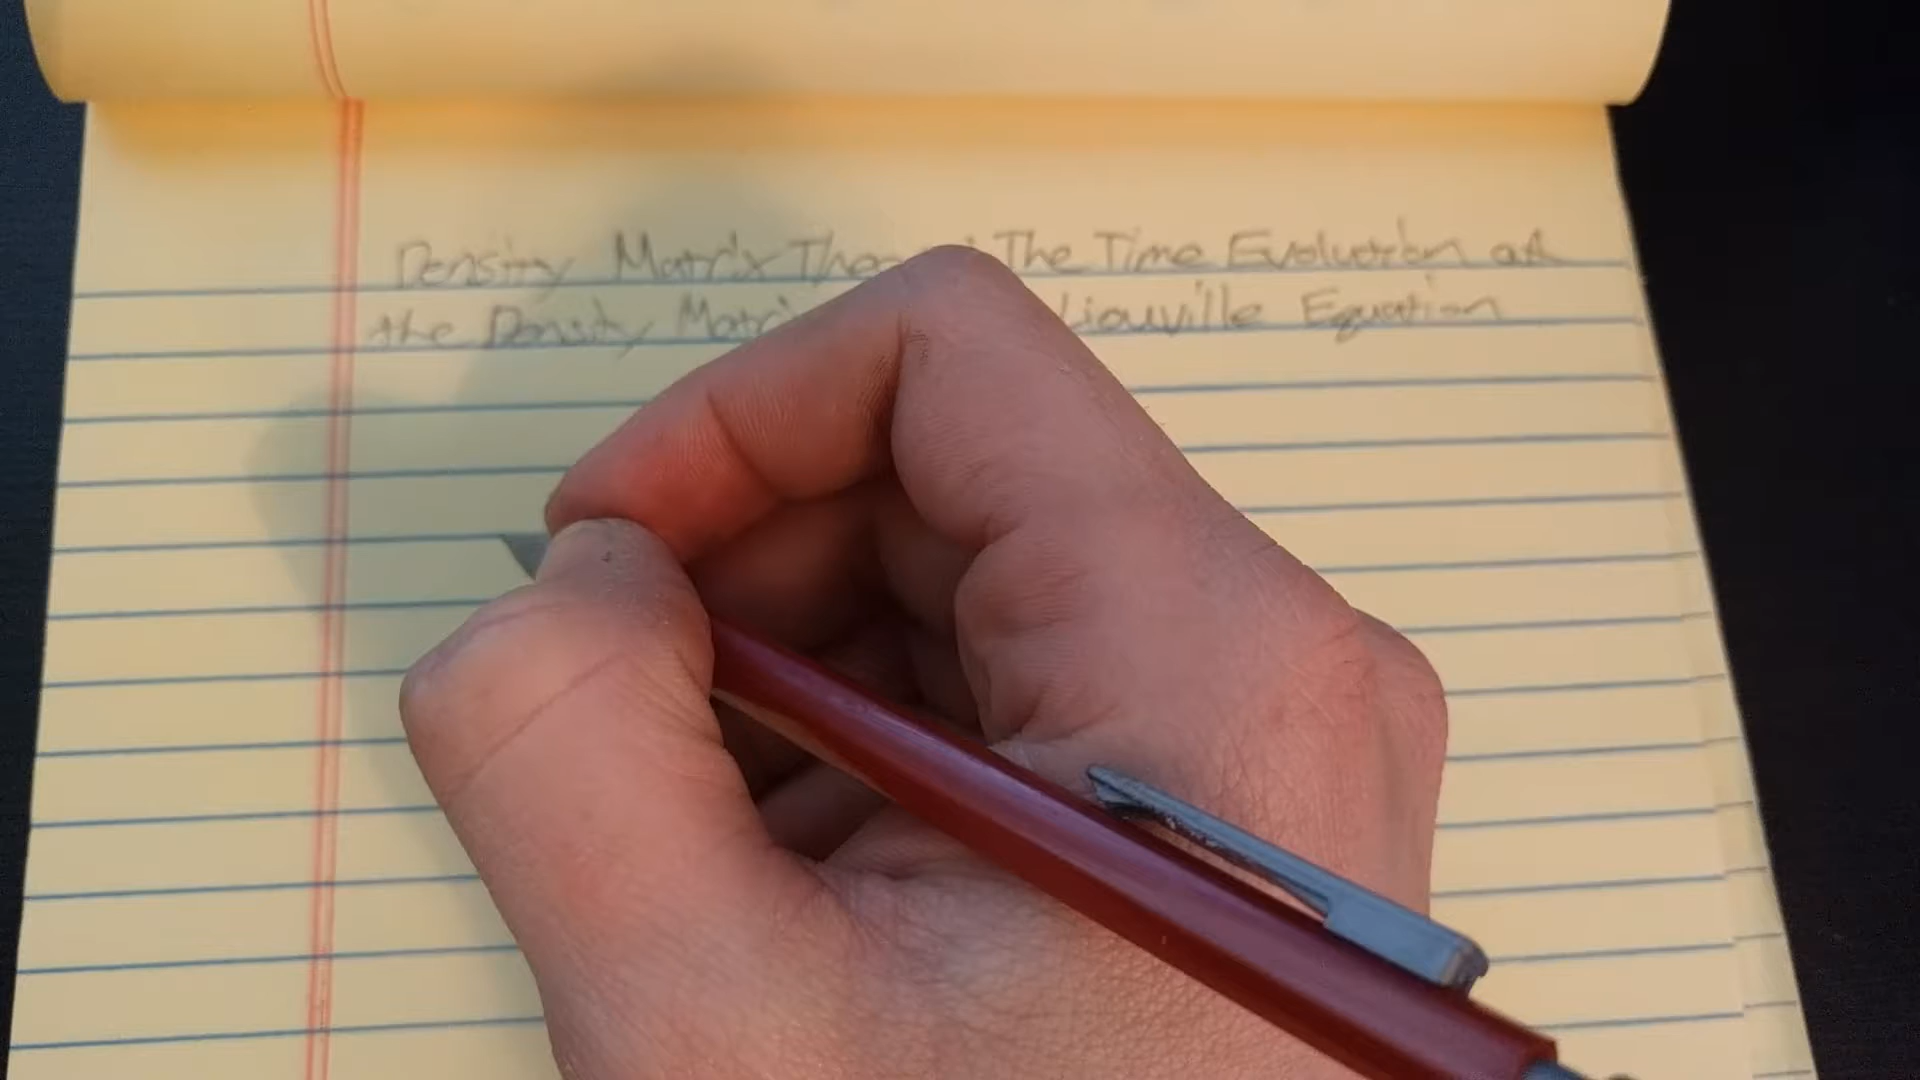 Density Matrix The : The Time Evolution of
the Density Matri Liouville Equation